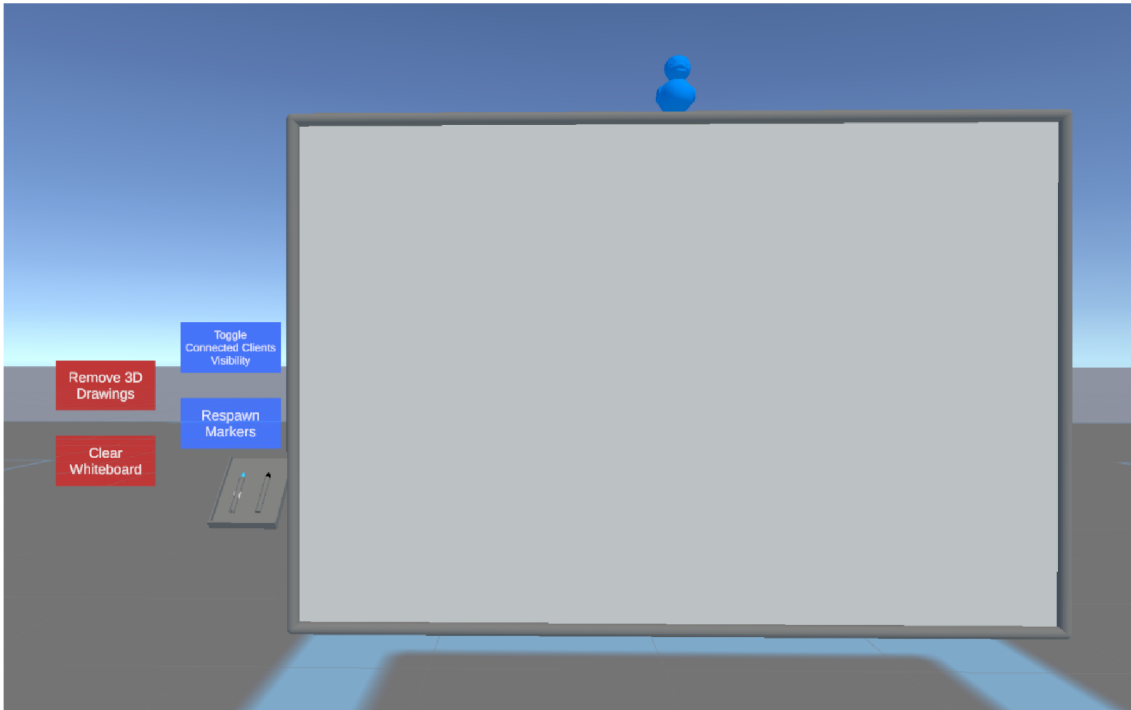 Toggle
Connected Clients
Visibility
Remove 3D
Drawings
Respawn
Markers
Clear
Whiteboard